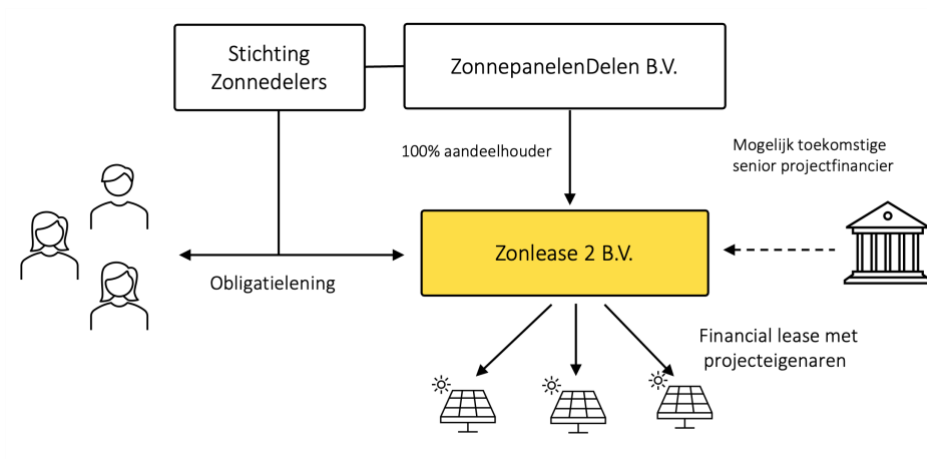 Stichting
Zonnedelers
ZonnepanelenDelen B.V.
100% aandeelhouder
Mogelijk toekomstige
senior projectfinancier
Zonlease 2 B.V.
Obligatielening
Financial lease met
projecteigenaren